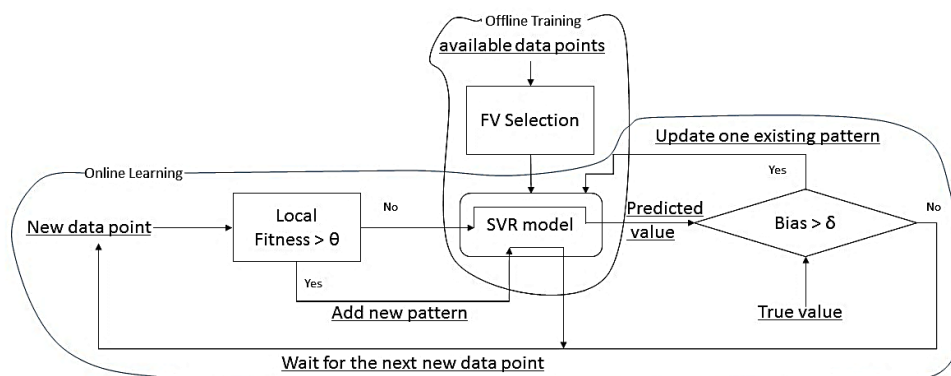 Offline Training
available data points
FV Selection
Update one existing pattern
Online Learning
Yes
No
Local
Fitness > θ
No
New data point
SVR model
Predicted
value
Bias > δ
Yes
Add new pattern
True value
Wait for the next new data point